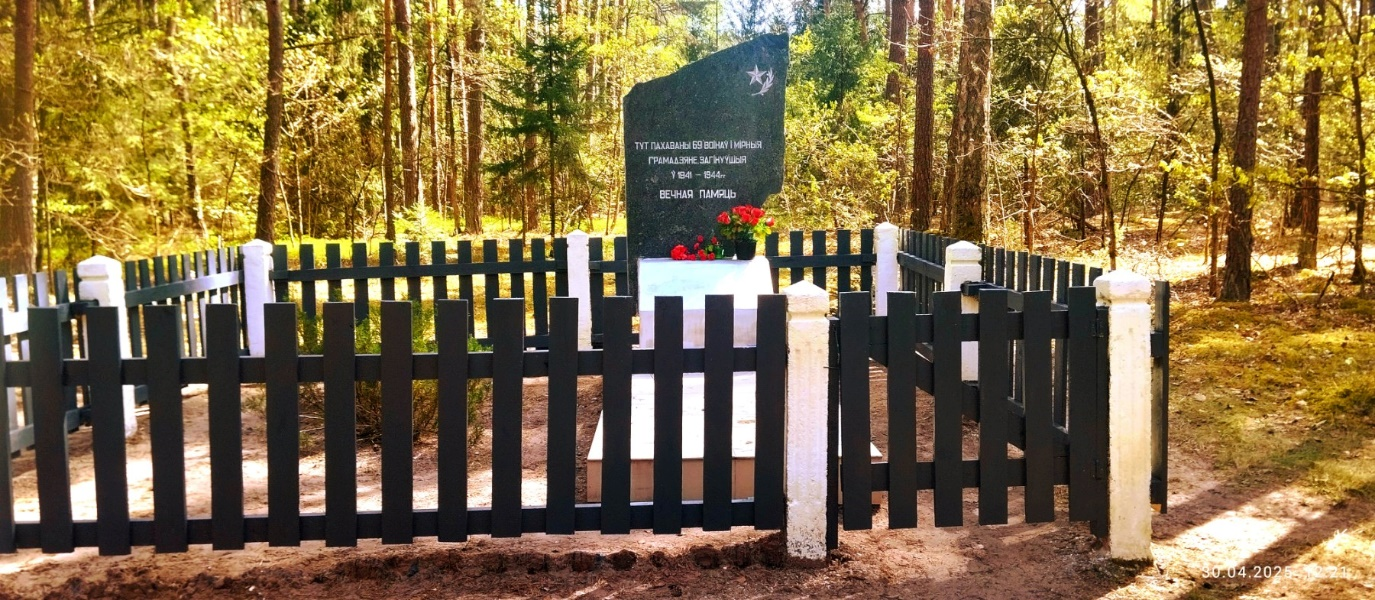 ТУТ ПАХАВАНЫ 69 ВОІНАЎ І МІРНЫЯ
ГРАМАДЗЯНЕ, ЗАГІНУЎШЫЯ
Ў 1941 – 1944гг
ВЕЧНАЯ ПАМЯЦЬ
30.04.2025 12:21